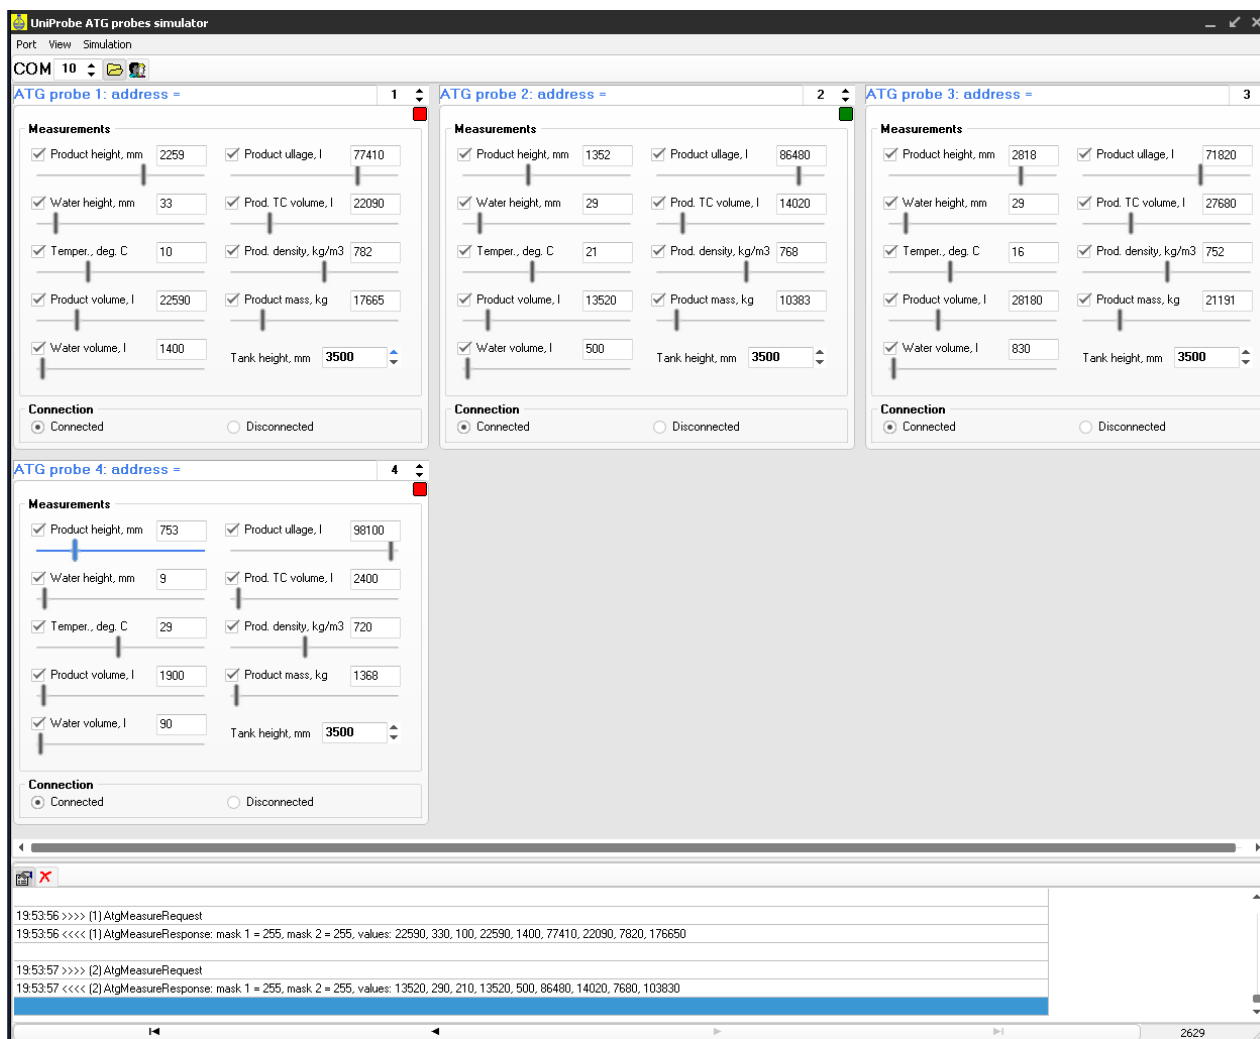 UniProbe ATG probes simulator
Port View Simulation
COM 10
ATG probe 1: address = 1
Measurements
Product height, mm 2259 Product ullage, l 77410
Water height, mm 33 Prod. TC volume, l 22090
Temper., deg. C 10 Prod. density, kg/m3 782
Product volume, l 22590 Product mass, kg 17665
Water volume, l 1400 Tank height, mm 3500
Connection
Connected Disconnected
ATG probe 2: address = 2
Measurements
Product height, mm 1352 Product ullage, l 86480
Water height, mm 29 Prod. TC volume, l 14020
Temper., deg. C 21 Prod. density, kg/m3 768
Product volume, l 13520 Product mass, kg 10383
Water volume, l 500 Tank height, mm 3500
Connection
Connected Disconnected
ATG probe 3: address = 3
Measurements
Product height, mm 2818 Product ullage, l 71820
Water height, mm 29 Prod. TC volume, l 27680
Temper., deg. C 16 Prod. density, kg/m3 752
Product volume, l 28180 Product mass, kg 21191
Water volume, l 830 Tank height, mm 3500
Connection
Connected Disconnected
ATG probe 4: address = 4
Measurements
Product height, mm 753 Product ullage, l 98100
Water height, mm 9 Prod. TC volume, l 2400
Temper., deg. C 29 Prod. density, kg/m3 720
Product volume, l 1900 Product mass, kg 1368
Water volume, l 90 Tank height, mm 3500
Connection
Connected Disconnected
19:53:56 >>>> (1) AtgMeasureRequest
19:53:56 <<<< (1) AtgMeasureResponse: mask 1 = 255, mask 2 = 255, values: 22590, 330, 100, 22590, 1400, 77410, 22090, 7820, 176650
19:53:57 >>>> (2) AtgMeasureRequest
19:53:57 <<<< (2) AtgMeasureResponse: mask 1 = 255, mask 2 = 255, values: 13520, 290, 210, 13520, 500, 86480, 14020, 7680, 103830
2629